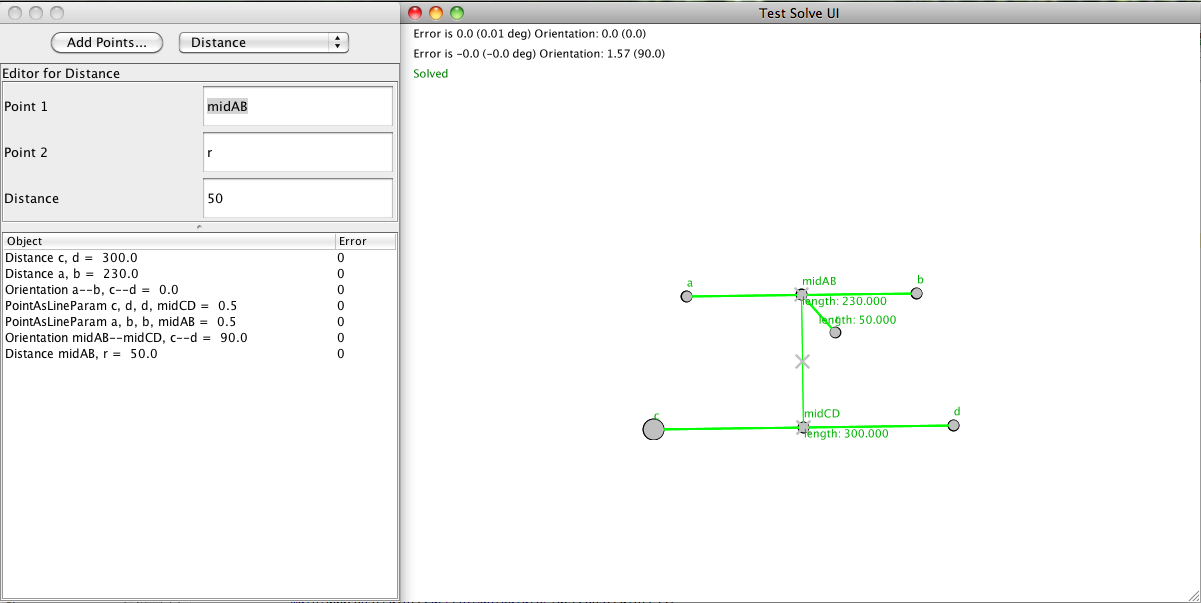 Test Solve UI
Add Points...
Distance
Editor for Distance
Point 1
midAB
Point 2
r
Distance
50
Object
Error
Distance c, d = 300.0
0
Distance a, b = 230.0
0
Orientation a--b, c--d = 0.0
0
PointAsLineParam c, d, d, midCD = 0.5
0
PointAsLineParam a, b, b, midAB = 0.5
0
Orientation midAB--midCD, c--d = 90.0
0
Distance midAB, r = 50.0
0
Error is 0.0 (0.01 deg) Orientation: 0.0 (0.0)
Error is -0.0 (-0.0 deg) Orientation: 1.57 (90.0)
Solved
a
midAB
b
length: 230.000
length: 50.000
c
midCD
d
length: 300.000